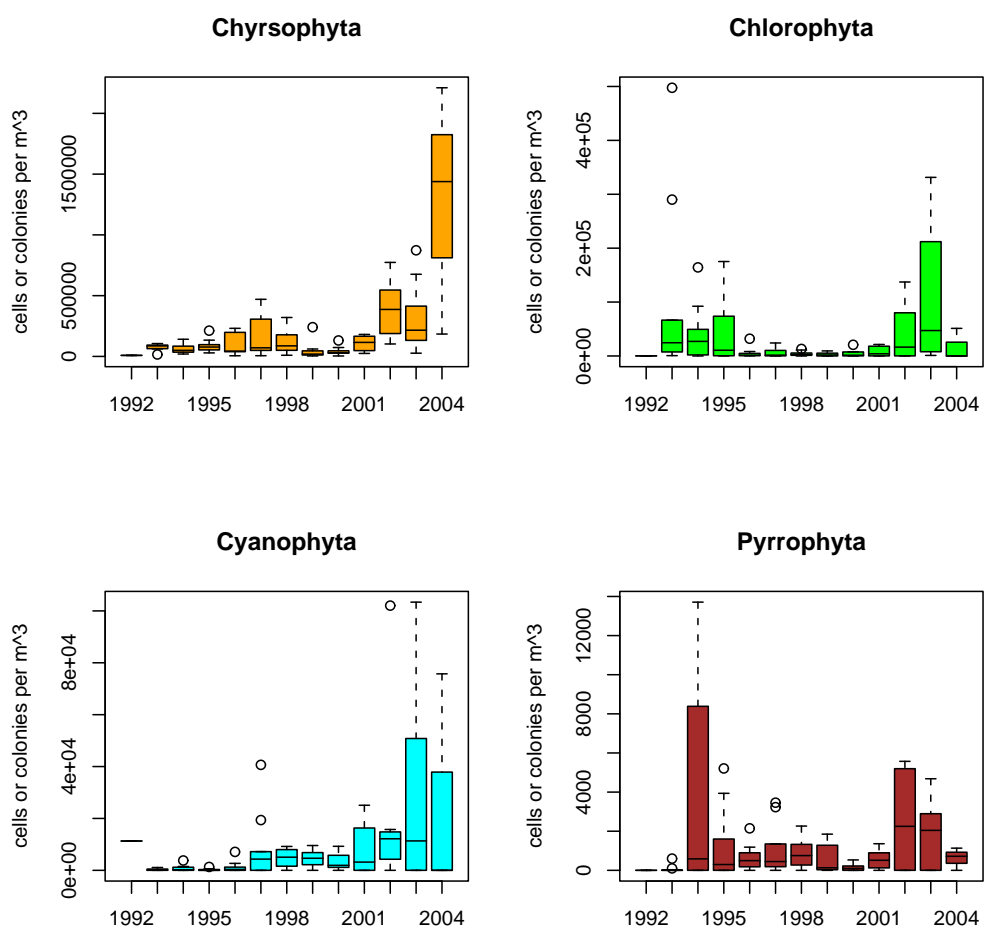 Chyrsophyta
cells or colonies per m^3
0
500000
1500000
1992
1995
1998
2001
2004
Chlorophyta
cells or colonies per m^3
0e+00
2e+05
4e+05
1992
1995
1998
2001
2004
Cyanophyta
cells or colonies per m^3
0e+00
4e+04
8e+04
1992
1995
1998
2001
2004
Pyrrophyta
cells or colonies per m^3
0
4000
8000
12000
1992
1995
1998
2001
2004